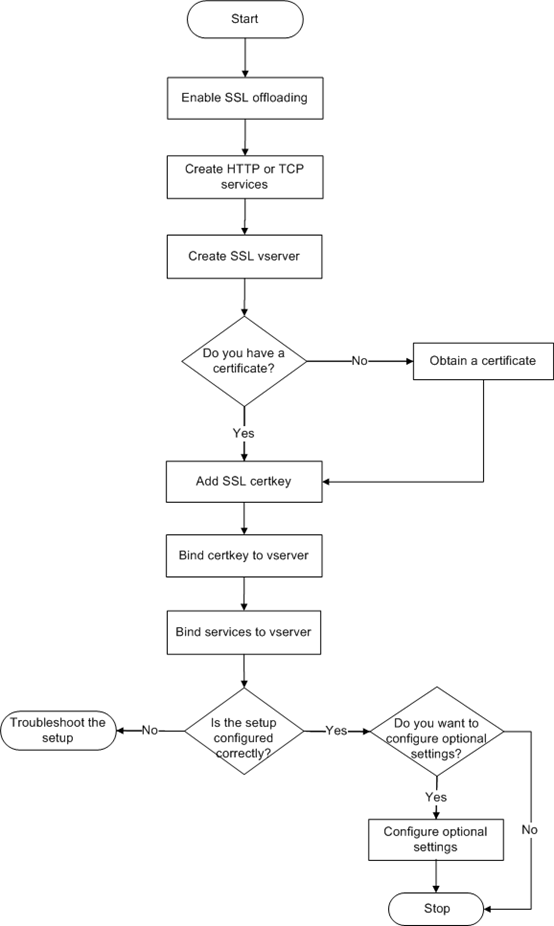 Start
Enable SSL offloading
Create HTTP or TCP
services
Create SSL vserver
Do you have a
certificate?
No
Obtain a certificate
Yes
Add SSL certkey
Bind certkey to vserver
Bind services to vserver
Troubleshoot the
setup
No
Is the setup
configured
correctly?
Yes
Do you want to
configure optional
settings?
Yes
No
Configure optional
settings
Stop